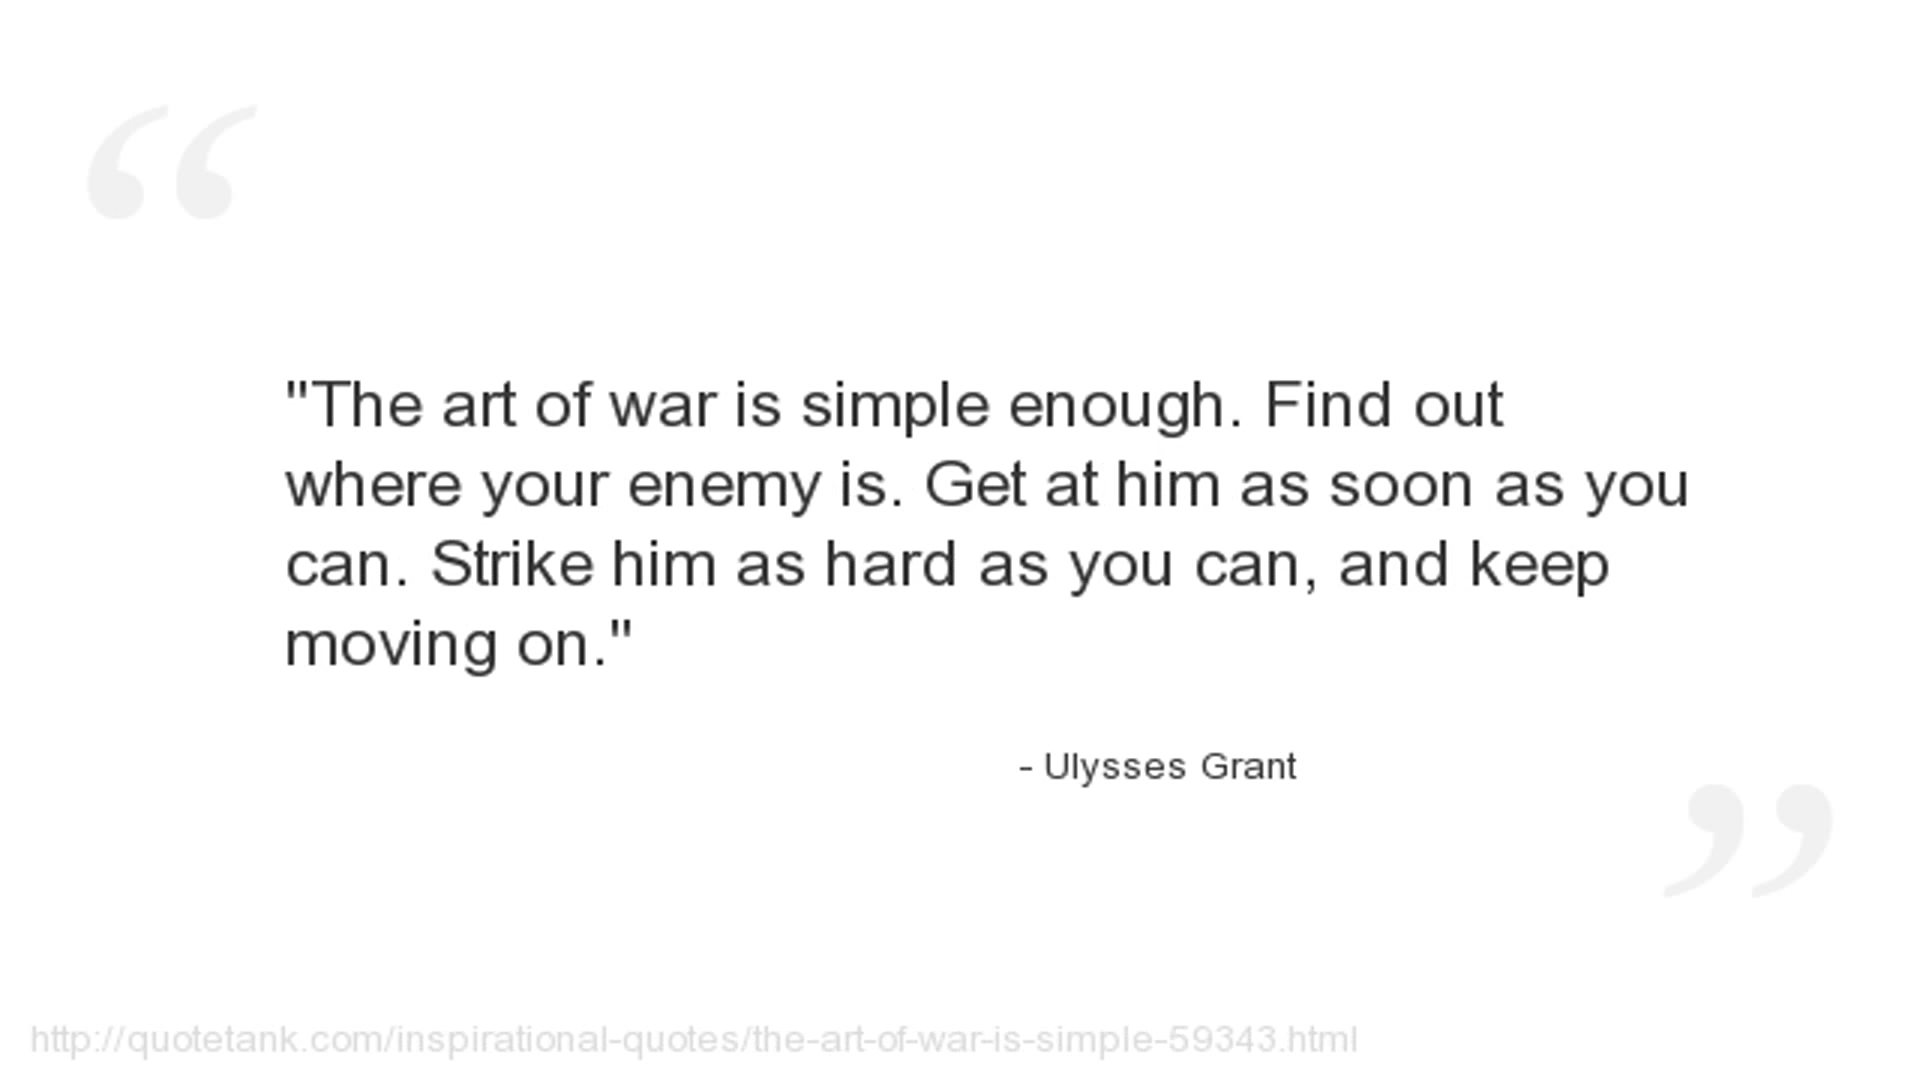 "The art of war is simple enough. Find out
where your enemy is. Get at him as soon as you
can. Strike him as hard as you can, and keep
moving on."
- Ulysses Grant
http://quotetank.com/inspirational-quotes/the-art-of-war-is-simple-59343.html